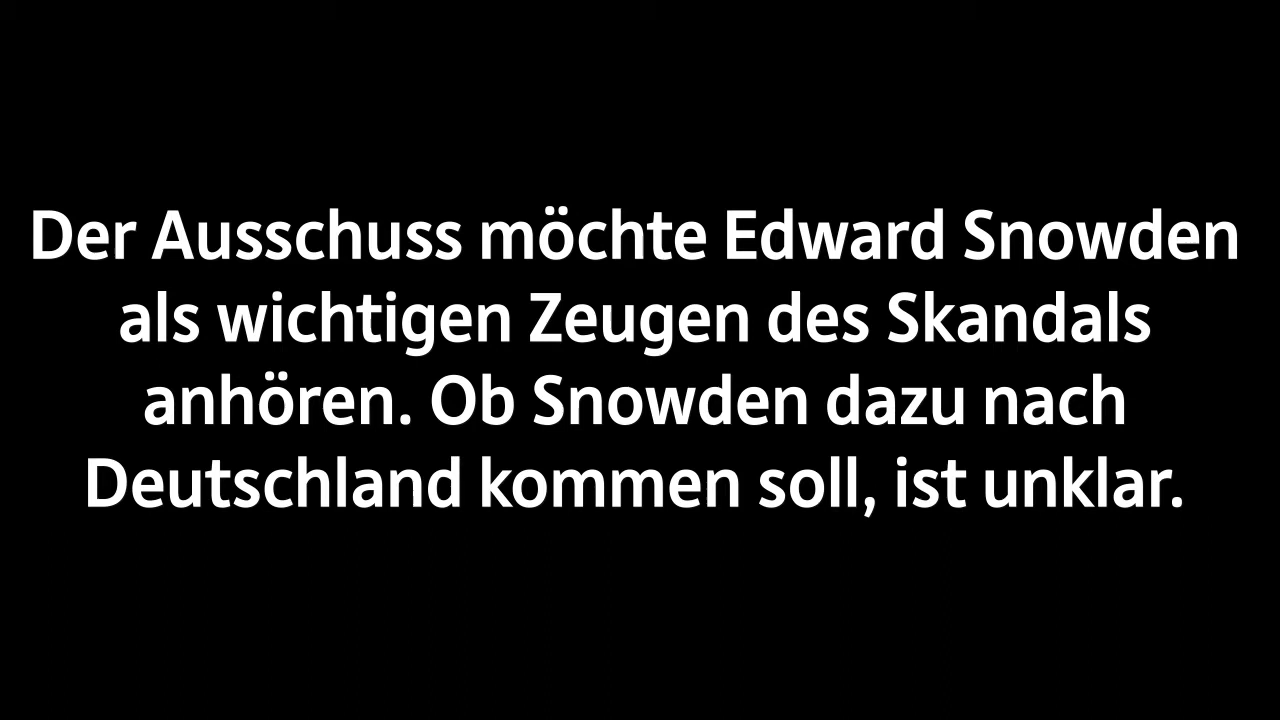 Der Ausschuss möchte Edward Snowden
als wichtigen Zeugen des Skandals
anhören. Ob Snowden dazu nach
Deutschland kommen soll, ist unklar.